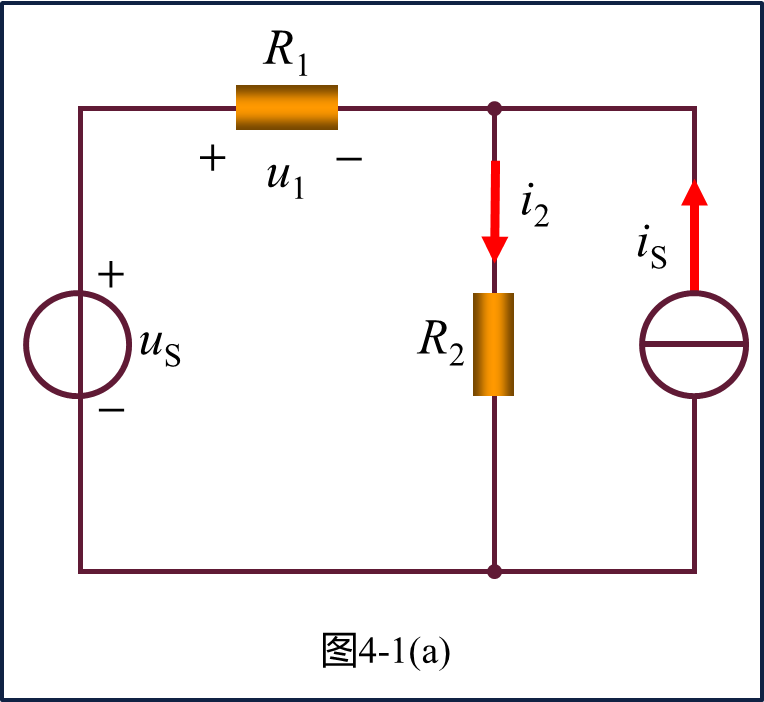 R1
+ u1 −
i2
iS
+
uS
R2
−
图4-1(a)